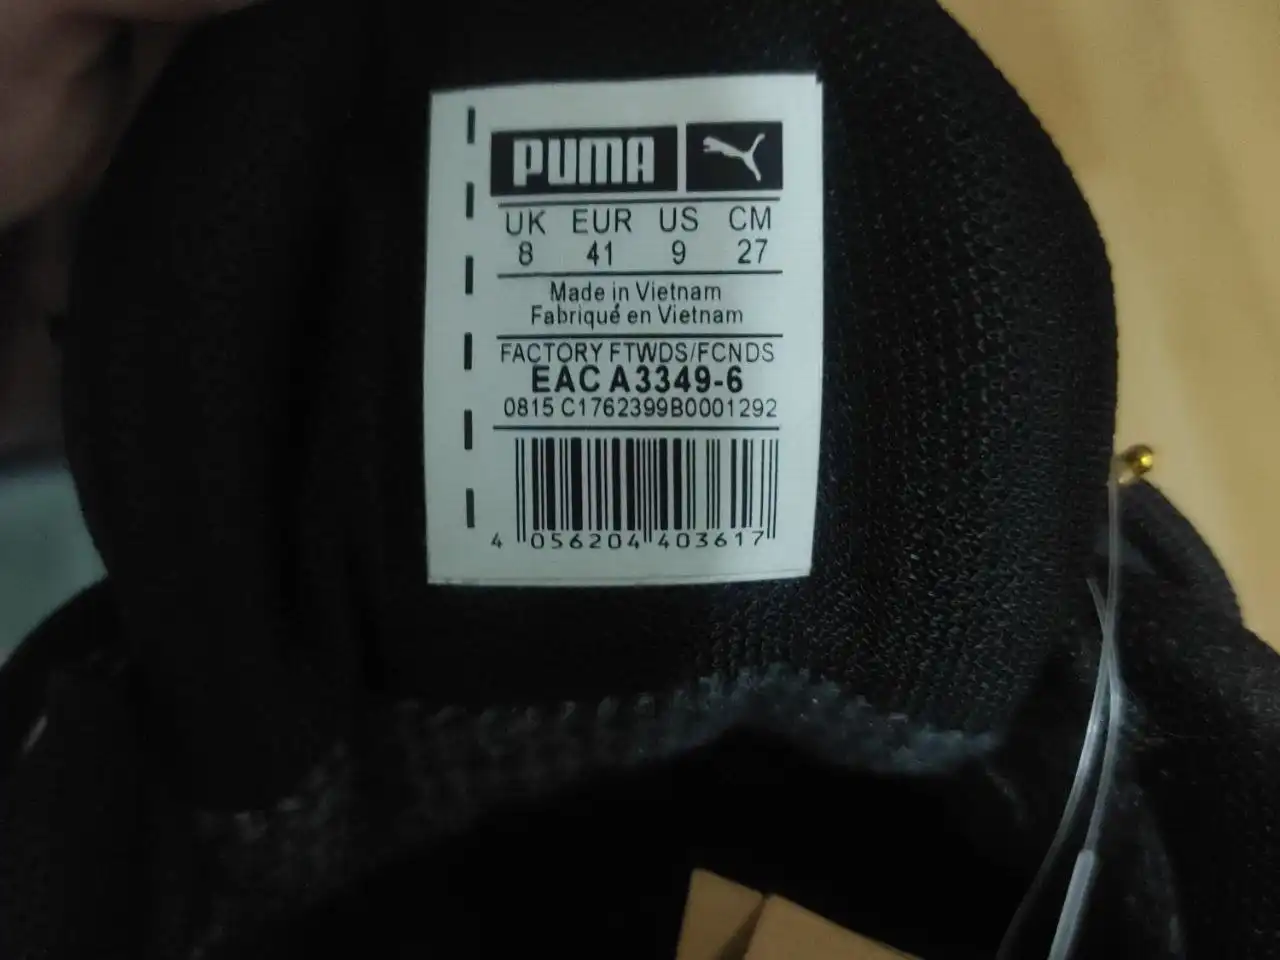 PUMA
UK EUR US CM
8 41 9 27
Made in Vietnam
Fabriqué en Vietnam
FACTORY FTWDS/FCNDS
EAC A3349-6
0815 C1762399B0001292
4 056204 403617